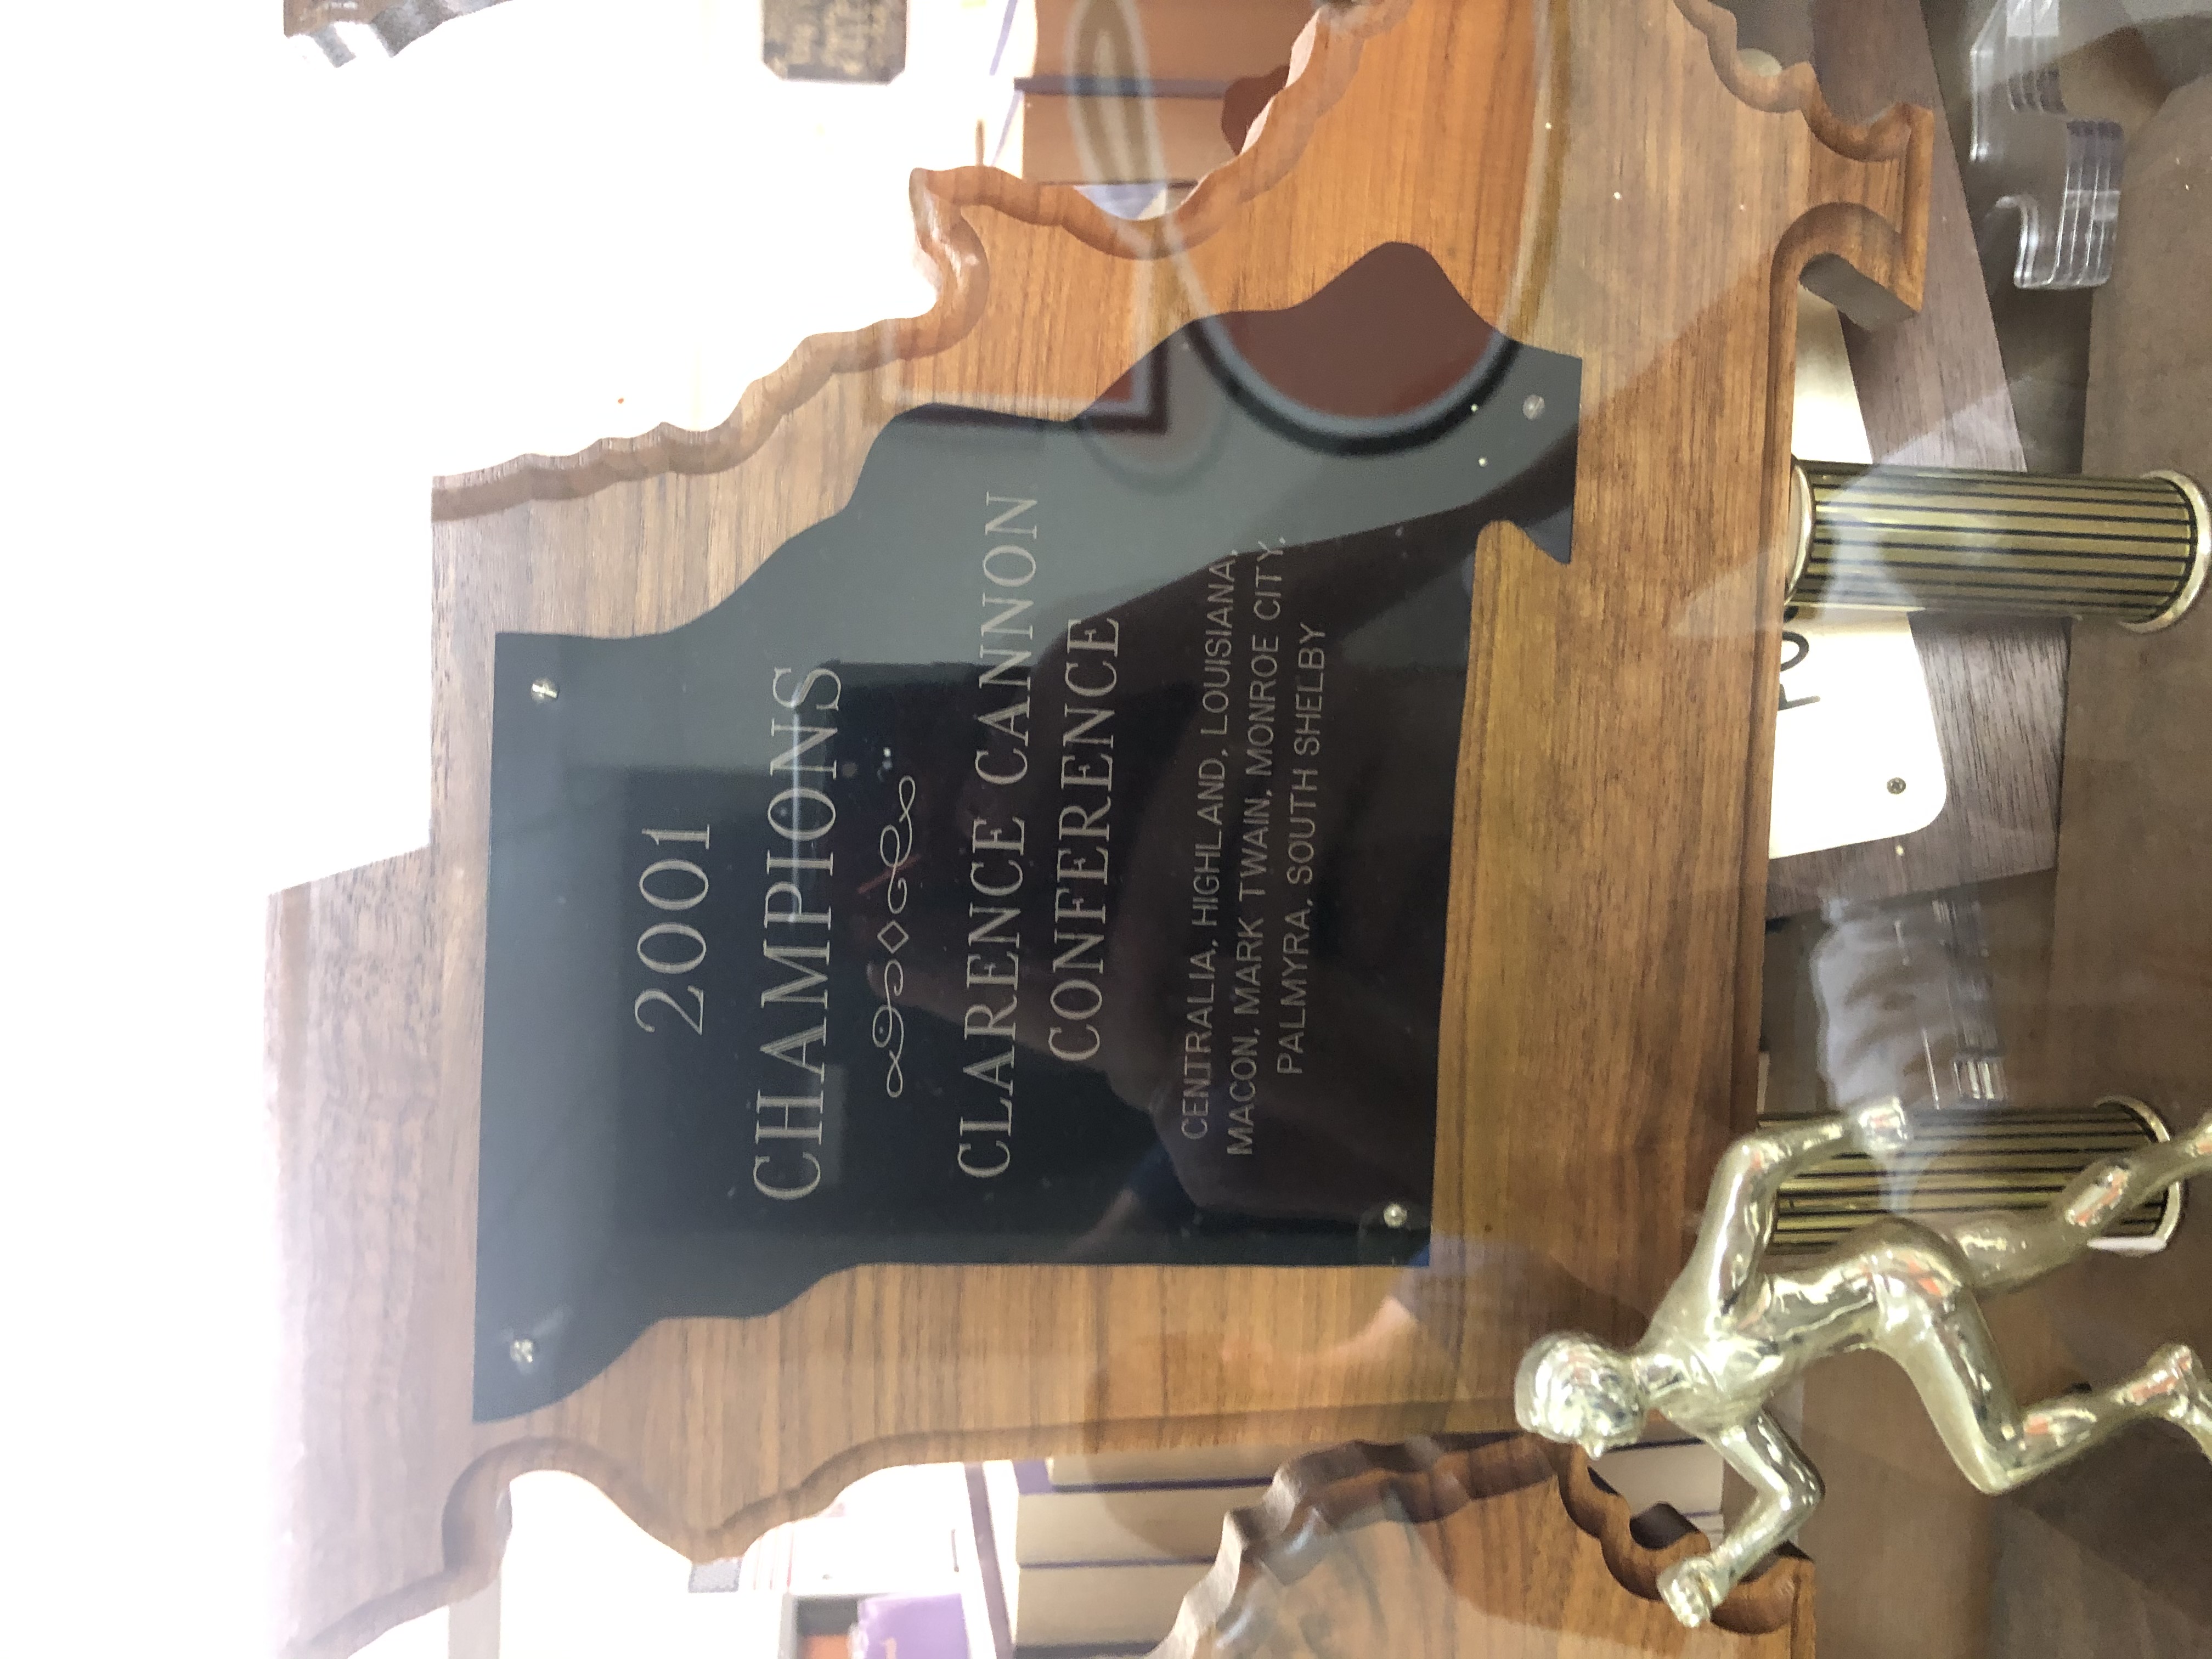 2001
CHAMPIONS
CLARENCE CANNON
CONFERENCE
CENTRALIA, HIGHLAND, LOUISIANA,
MACON, MARK TWAIN, MONROE CITY,
PALMYRA, SOUTH SHELBY